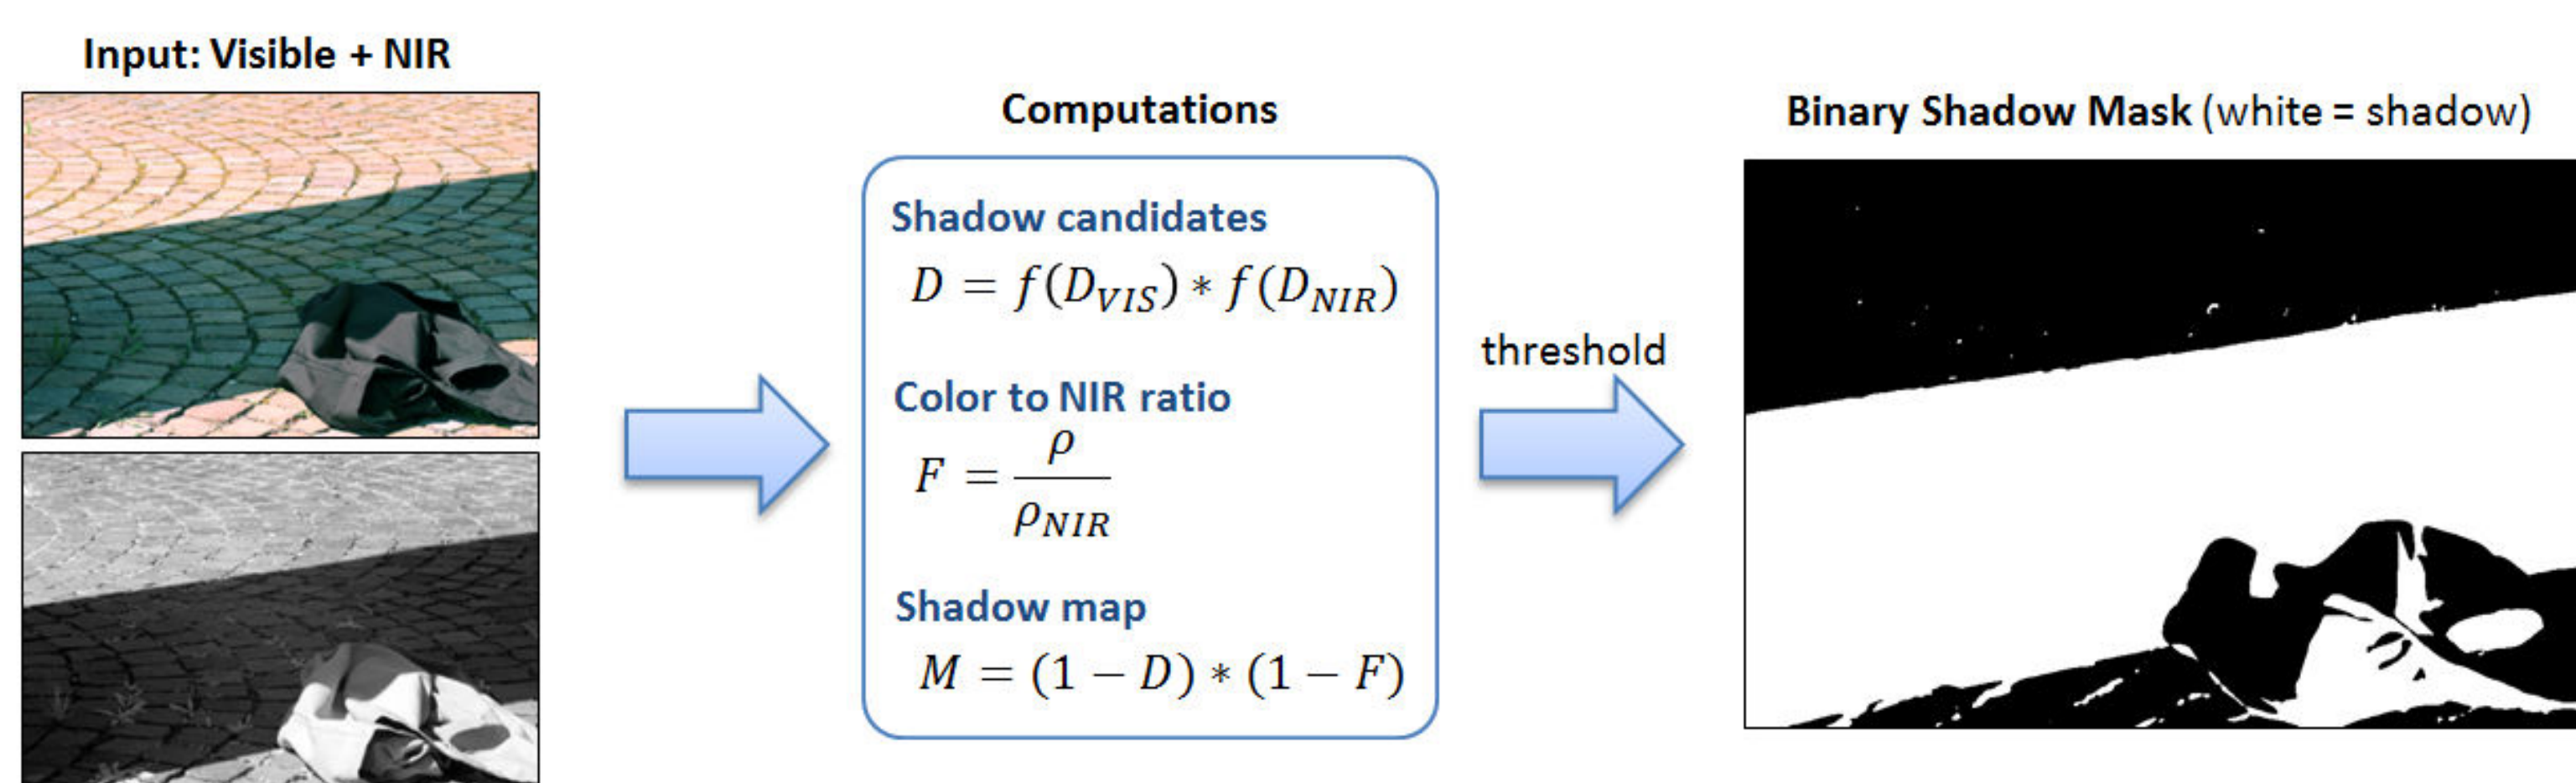 Input: Visible + NIR
Computations
Shadow candidates
D = f(D_VIS) * f(D_NIR)
Color to NIR ratio
F = ρ / ρ_NIR
Shadow map
M = (1 − D) * (1 − F)
threshold
Binary Shadow Mask (white = shadow)